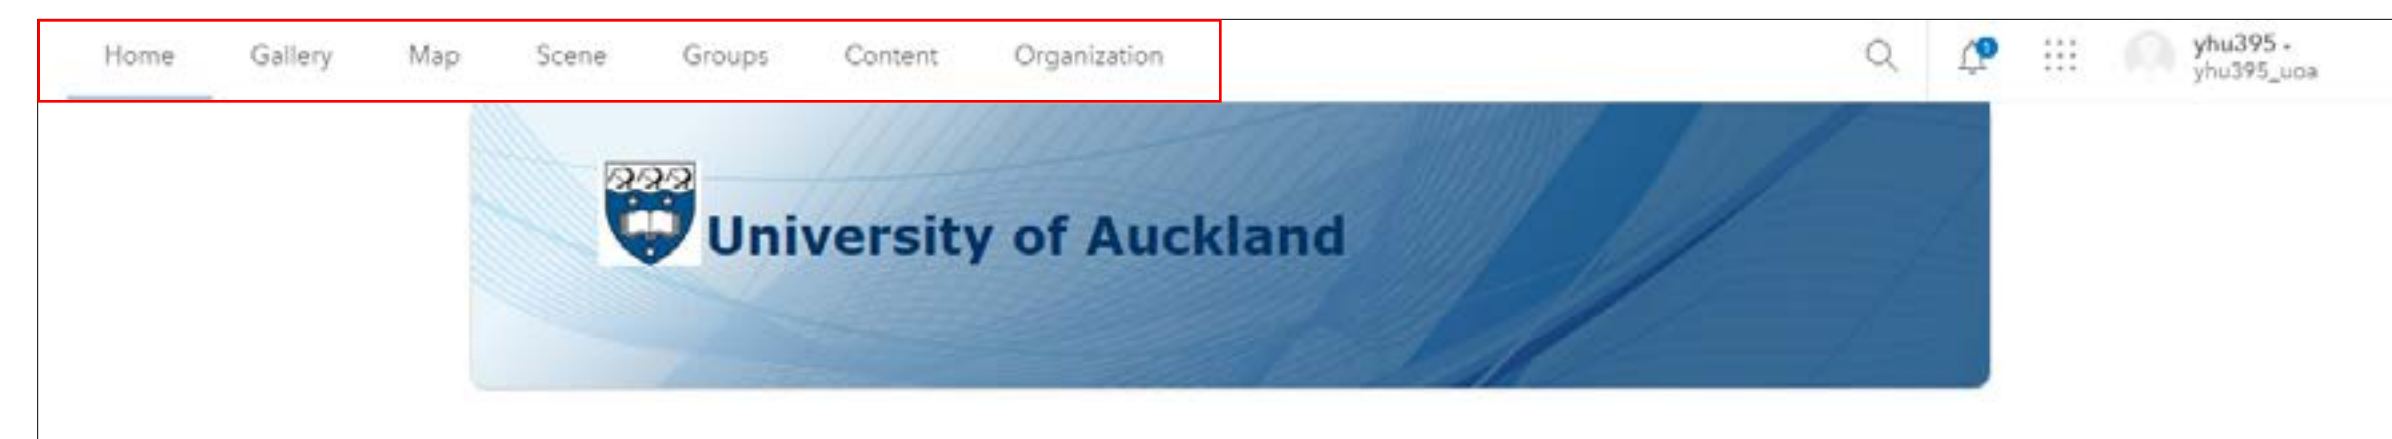 Home Gallery Map Scene Groups Content Organization
yhu395 -
yhu395_uoa
University of Auckland